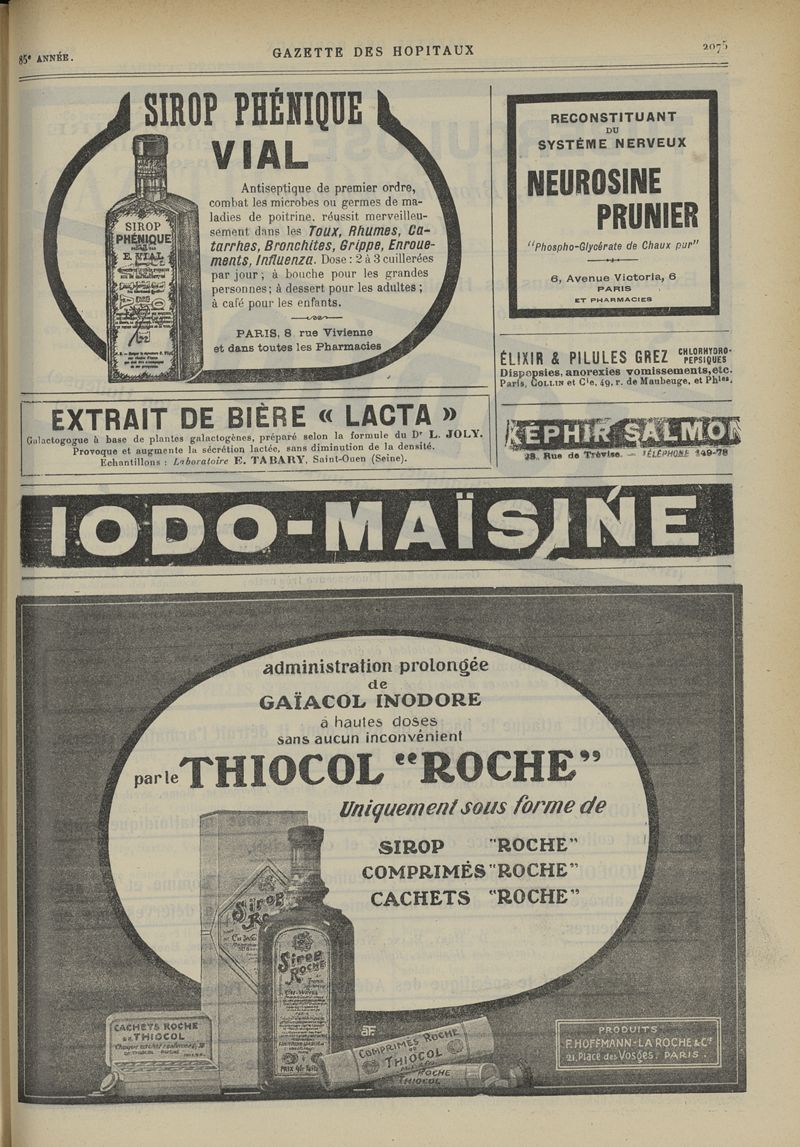 85e ANNÉE.
GAZETTE DES HOPITAUX
2075
SIROP PHÉNIQUE
VIAL
Antiseptique de premier ordre,
combat les microbes ou germes de ma-
ladies de poitrine, réussit merveilleu-
sement dans les Toux, Rhumes, Ca-
tarrhes, Bronchites, Grippe, Enroue-
ments, Influenza. Dose : 2 à 3 cuillerées
par jour ; à bouche pour les grandes
personnes ; à dessert pour les adultes ;
à café pour les enfants.
PARIS, 8, rue Vivienne
et dans toutes les Pharmacies
SIROP
PHÉNIQUE
E. VIAL
RECONSTITUANT
DU
SYSTÉME NERVEUX
NEUROSINE
PRUNIER
"Phospho-Glycérate de Chaux pur"
6, Avenue Victoria, 6
PARIS
ET PHARMACIES
ÉLIXIR & PILULES GREZ CHLORHYDRO-
PEPSIQUES
Dispopsies, anorexies vomissements, etc.
Paris, COLLIN et Cie, 49, r. de Maubeuge, et Phies.
EXTRAIT DE BIÈRE « LACTA »
Galactogogue à base de plantes galactogènes, préparé selon la formule du Dr L. JOLY.
Provoque et augmente la sécrétion lactée, sans diminution de la densité.
Echantillons : Laboratoire E. TABARY, Saint-Ouen (Seine).
KÉPHIR SALMON
28, Rue de Trévise. — TÉLÉPHONE 149-78
IODO-MAÏSINE
administration prolongée
de
GAÏACOL INODORE
à hautes doses
sans aucun inconvénient
par le THIOCOL "ROCHE"
Uniquement sous forme de
SIROP "ROCHE"
COMPRIMÉS "ROCHE"
CACHETS "ROCHE"
Sirop
Roche
CACHETS ROCHE
au THIOCOL
COMPRIMÉS ROCHE
THIOCOL
ROCHE
THIOCOL
PRODUITS
F. HOFFMANN-LA ROCHE & Cie
21, Place des Vosges. PARIS.